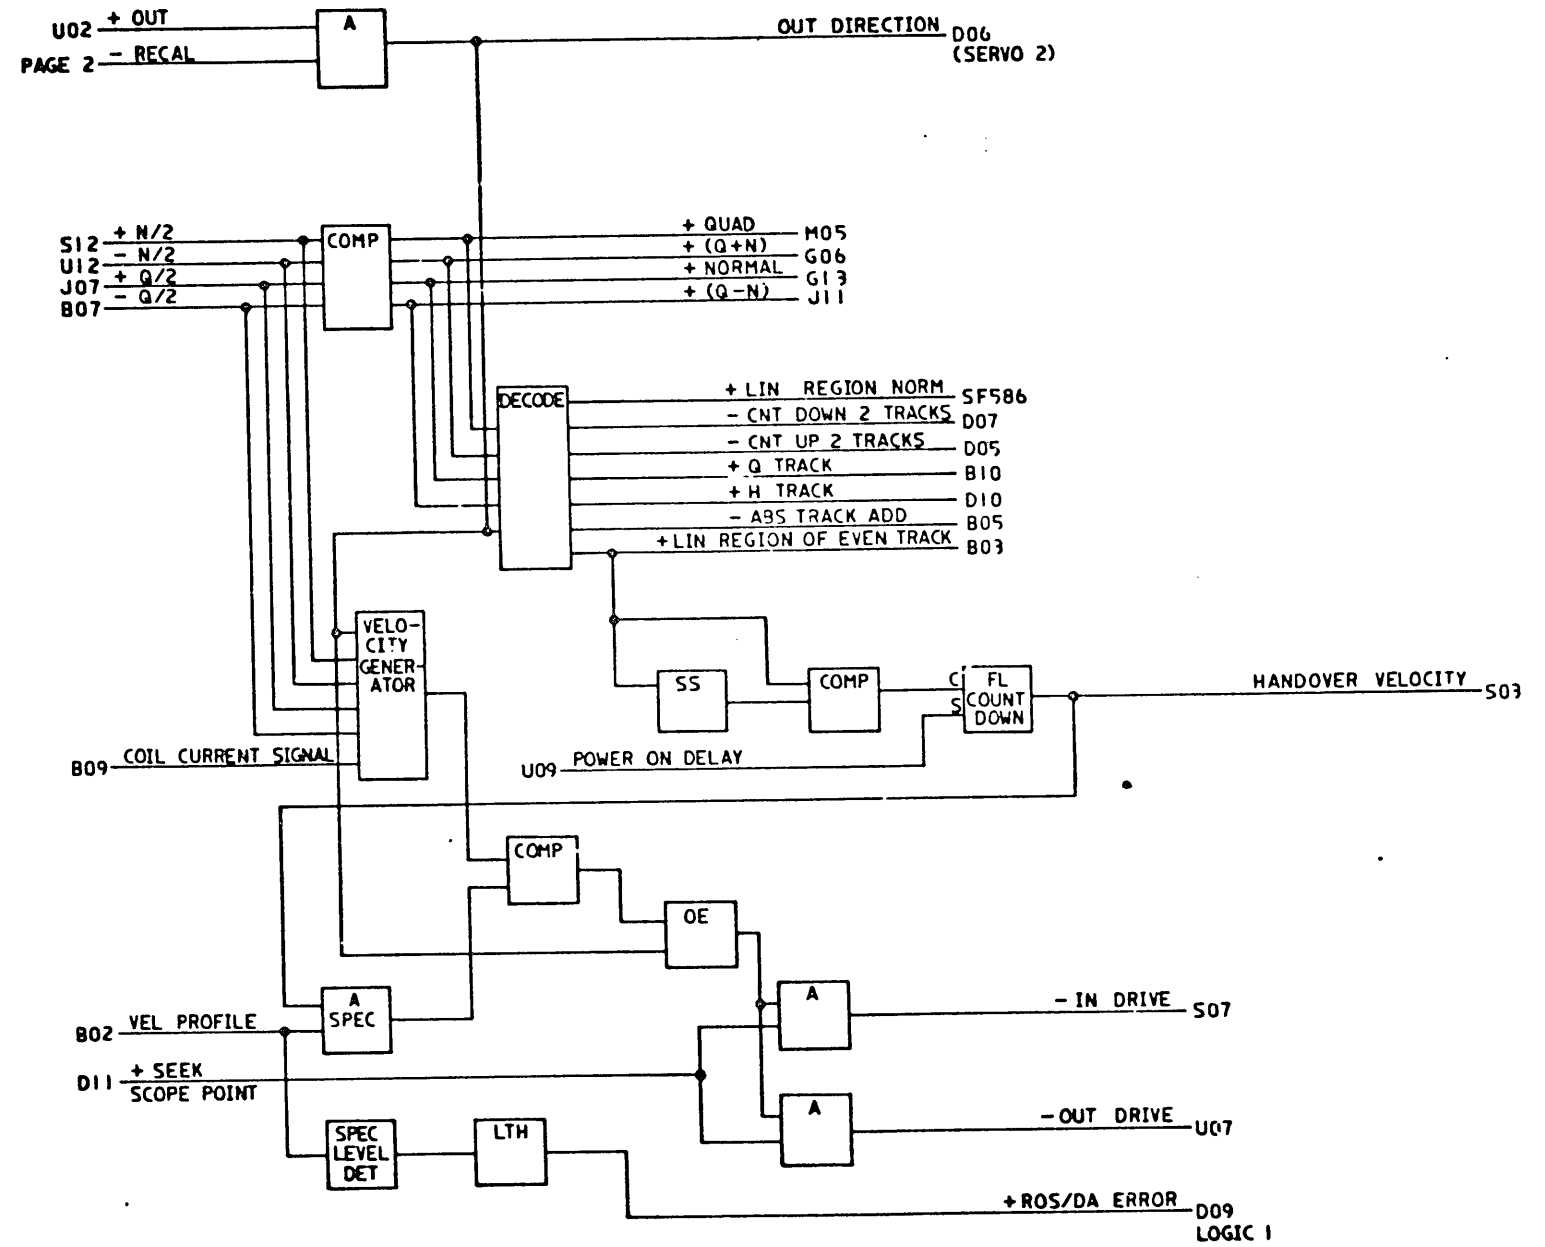 + OUT
U02
- RECAL
PAGE 2
A
OUT DIRECTION
D06
(SERVO 2)
+ N/2
S12
- N/2
U12
+ Q/2
J07
- Q/2
B07
COMP
+ QUAD
M05
+ (Q+N)
G06
+ NORMAL
G13
+ (Q-N)
J11
DECODE
+ LIN REGION NORM
SF586
- CNT DOWN 2 TRACKS
D07
- CNT UP 2 TRACKS
D05
+ Q TRACK
B10
+ H TRACK
D10
- ABS TRACK ADD
B05
+LIN REGION OF EVEN TRACK
B03
VELO-
CITY
GENER-
ATOR
SS
COMP
C
S
FL
COUNT
DOWN
HANDOVER VELOCITY
S03
COIL CURRENT SIGNAL
B09
POWER ON DELAY
U09
COMP
OE
A
SPEC
VEL PROFILE
B02
A
- IN DRIVE
S07
+ SEEK
D11
SCOPE POINT
A
-OUT DRIVE
U07
SPEC
LEVEL
DET
LTH
+ROS/DA ERROR
D09
LOGIC 1